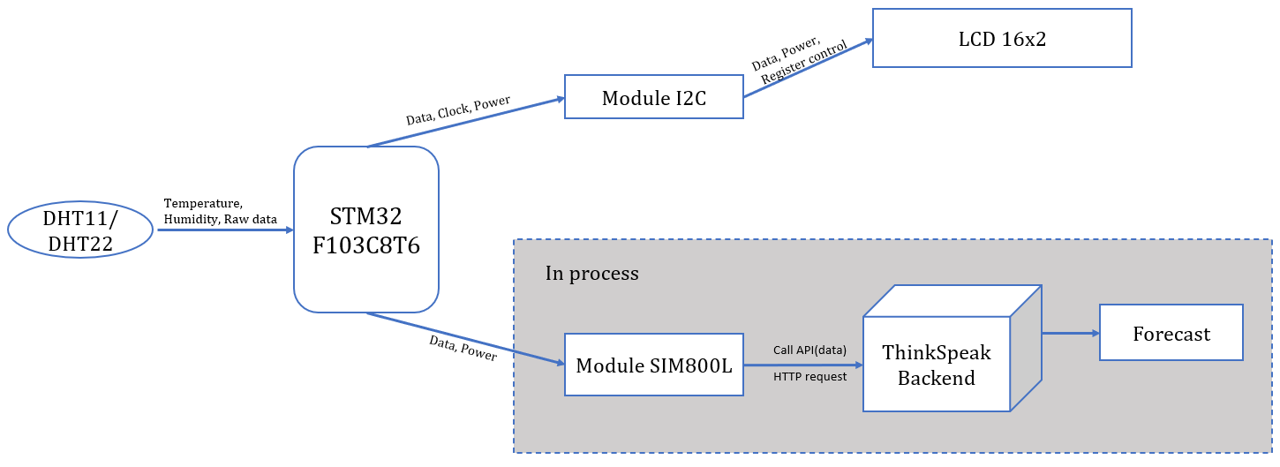 LCD 16x2
Data, Power,
Register control
Module I2C
Data, Clock, Power
DHT11/
DHT22
Temperature,
Humidity, Raw data
STM32
F103C8T6
Data, Power
In process
Module SIM800L
Call API(data)
HTTP request
ThinkSpeak
Backend
Forecast